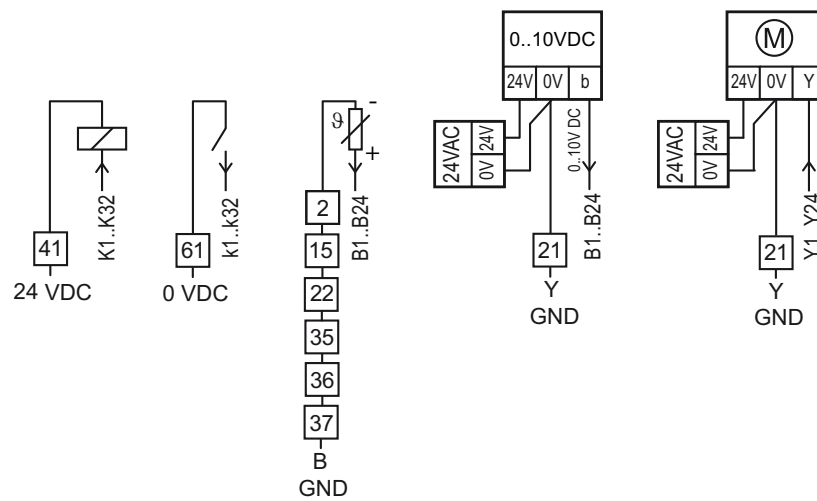 41
24 VDC
K1..K32
61
0 VDC
k1..k32
ϑ
-
+
2
15
22
35
36
37
B
GND
B1..B24
0..10VDC
24V 0V b
24VAC
24V
0V
0..10V DC
B1..B24
21
Y
GND
M
24V 0V Y
24VAC
24V
0V
Y1 Y24
21
Y
GND